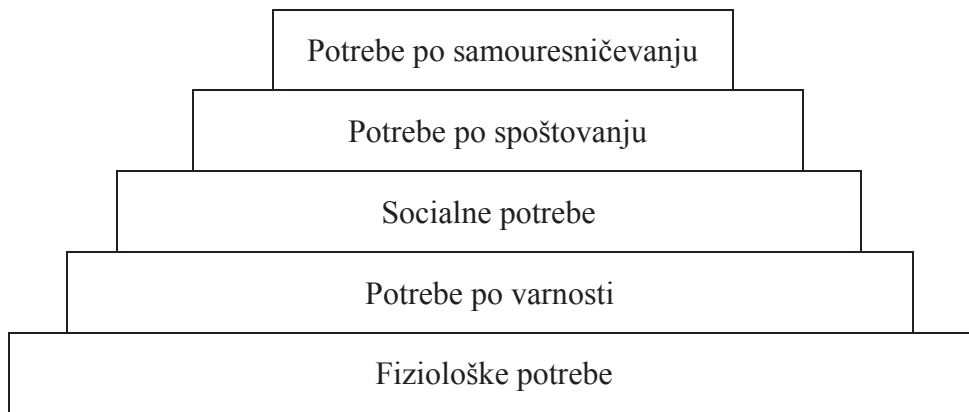 Potrebe po samouresničevanju
Potrebe po spoštovanju
Socialne potrebe
Potrebe po varnosti
Fiziološke potrebe